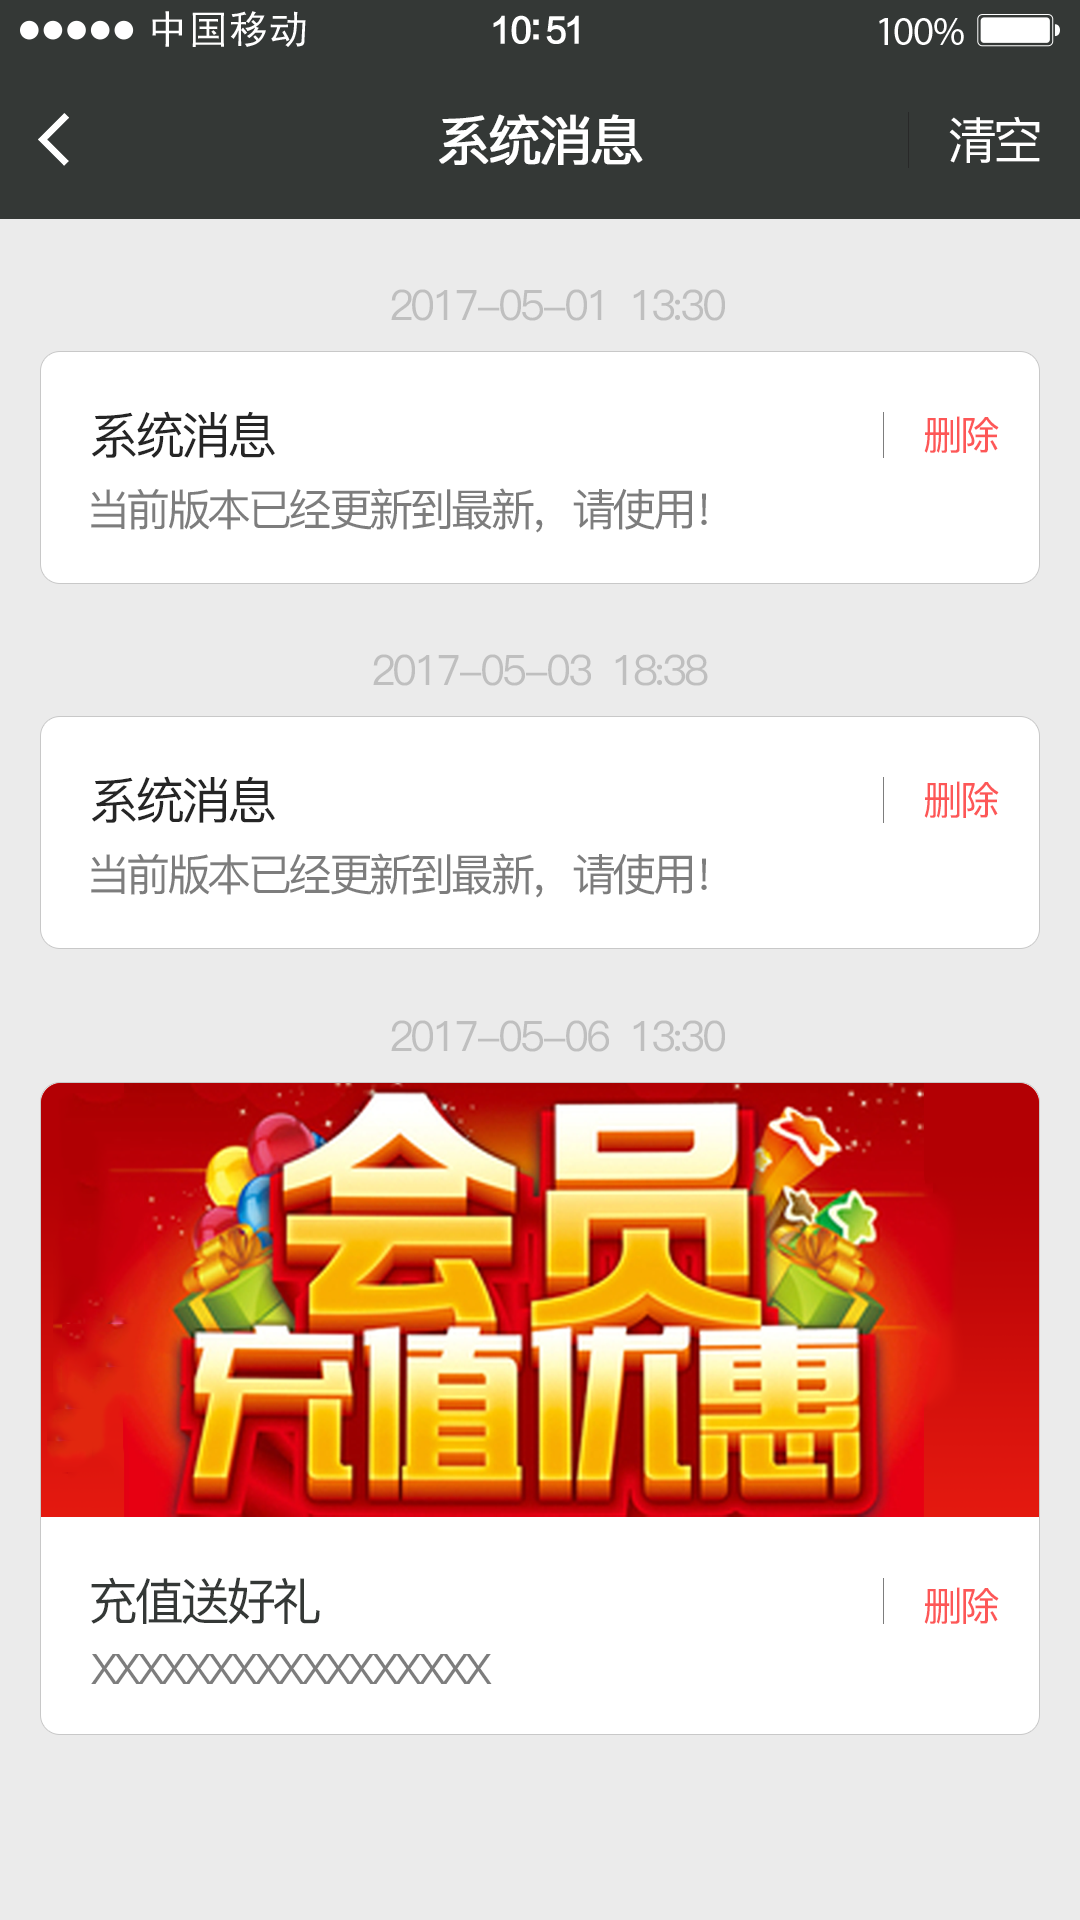 中国移动 10:51 100%
系统消息 清空
2017-05-01 13:30
系统消息 删除
当前版本已经更新到最新，请使用！
2017-05-03 18:38
系统消息 删除
当前版本已经更新到最新，请使用！
2017-05-06 13:30
会员
充值优惠
充值送好礼 删除
XXXXXXXXXXXXXXXXX